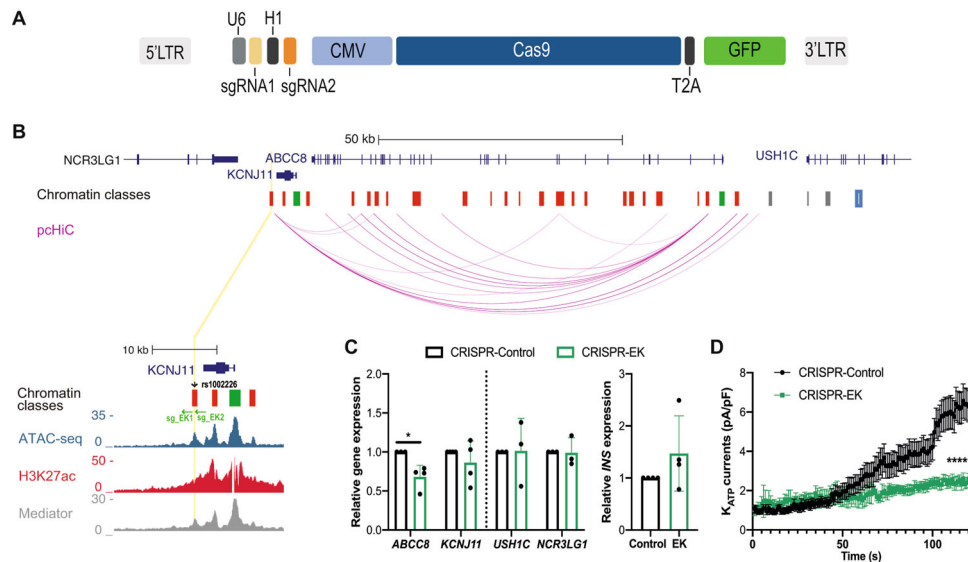 A
U6
H1
5'LTR
CMV
Cas9
GFP
3'LTR
sgRNA1
sgRNA2
T2A
B
50 kb
NCR3LG1
ABCC8
USH1C
KCNJ11
Chromatin classes
pcHiC
10 kb
KCNJ11
Chromatin
classes
rs1002226
sg_EK1
sg_EK2
35
ATAC-seq
0
50
H3K27ac
0
30
Mediator
0
C
CRISPR-Control
CRISPR-EK
Relative gene expression
2.0
1.5
1.0
0.5
0.0
*
ABCC8
KCNJ11
USH1C
NCR3LG1
Relative INS expression
3
2
1
0
Control
EK
D
CRISPR-Control
CRISPR-EK
KATP currents (pA/pF)
8
6
4
2
0
****
0
50
100
Time (s)